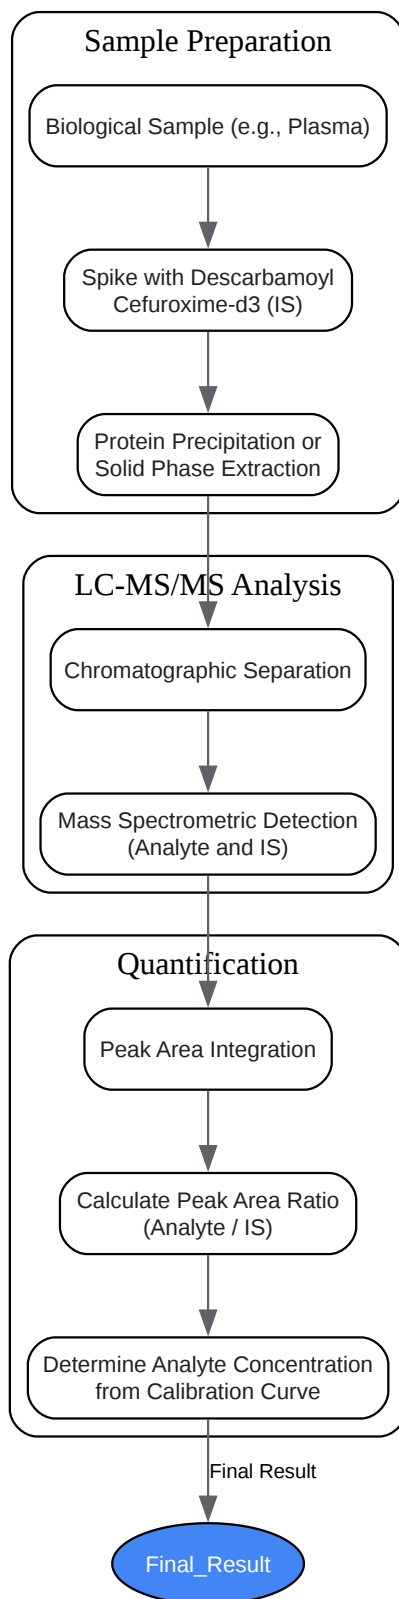 Sample Preparation
Biological Sample (e.g., Plasma)
Spike with Descarbamoyl
Cefuroxime-d3 (IS)
Protein Precipitation or
Solid Phase Extraction
LC-MS/MS Analysis
Chromatographic Separation
Mass Spectrometric Detection
(Analyte and IS)
Quantification
Peak Area Integration
Calculate Peak Area Ratio
(Analyte / IS)
Determine Analyte Concentration
from Calibration Curve
Final Result
Final_Result